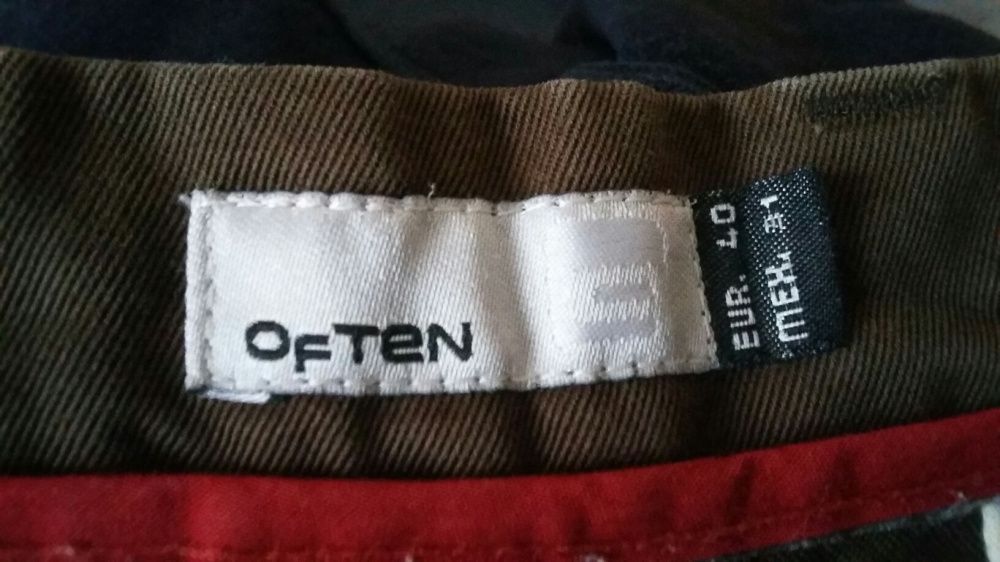 OFTEN
EUR. 40
MEX. 31